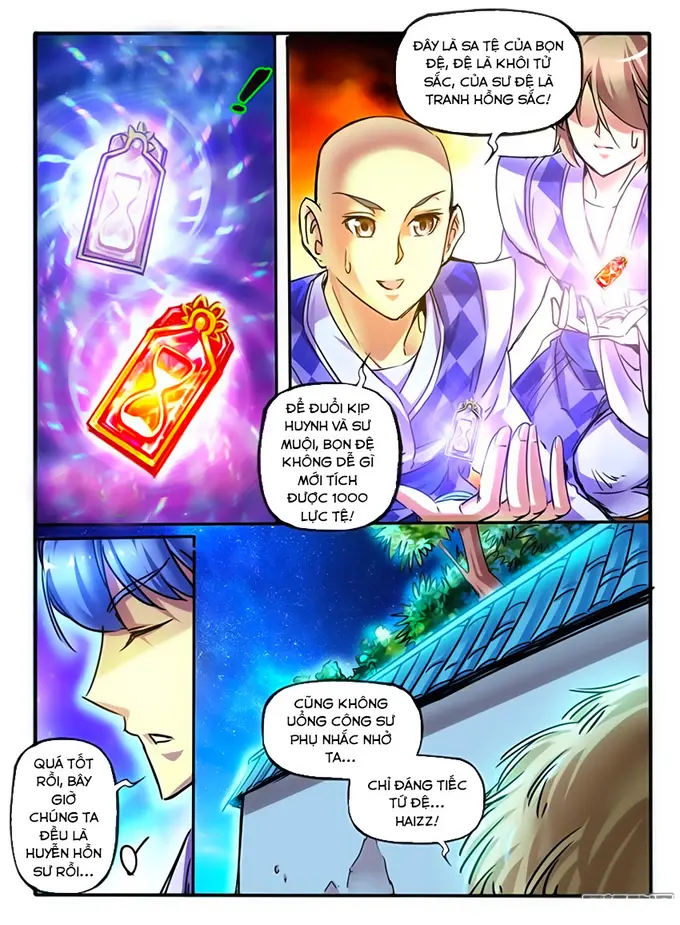 ĐÂY LÀ SA TỆ CỦA BỌN
ĐỆ, ĐỆ LÀ KHÔI TỬ
SẮC, CỦA SƯ ĐỆ LÀ
TRANH HỒNG SẮC!
ĐỂ ĐUỔI KỊP
HUYNH VÀ SƯ
MUỘI, BỌN ĐỆ
KHÔNG DỄ GÌ
MỚI TÍCH
ĐƯỢC 1000
LỰC TỆ!
QUÁ TỐT
RỒI, BÂY
GIỜ
CHÚNG TA
ĐỀU LÀ
HUYỄN HỒN
SƯ RỒI...
CŨNG KHÔNG
UỔNG CÔNG SƯ
PHỤ NHẮC NHỞ
TA...
CHỈ ĐÁNG TIẾC
TỨ ĐỆ...
HAIZZ!